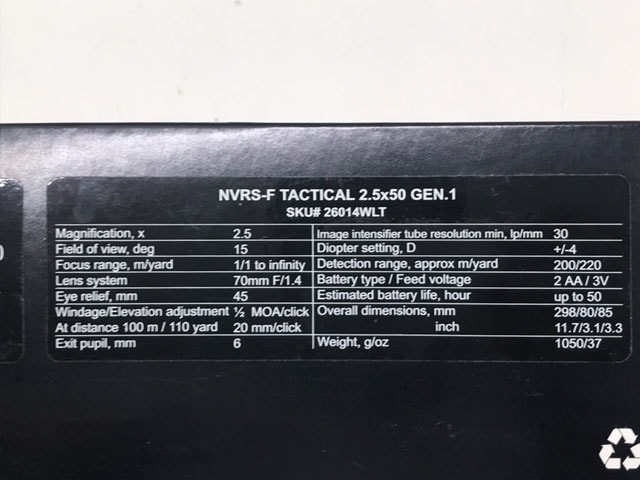 NVRS-F TACTICAL 2.5x50 GEN.1
SKU# 26014WLT
Magnification, x 2.5
Field of view, deg 15
Focus range, m/yard 1/1 to infinity
Lens system 70mm F/1.4
Eye relief, mm 45
Windage/Elevation adjustment ½ MOA/click
At distance 100 m / 110 yard 20 mm/click
Exit pupil, mm 6
Image intensifier tube resolution min, lp/mm 30
Diopter setting, D +/-4
Detection range, approx m/yard 200/220
Battery type / Feed voltage 2 AA / 3V
Estimated battery life, hour up to 50
Overall dimensions, mm 298/80/85
inch 11.7/3.1/3.3
Weight, g/oz 1050/37